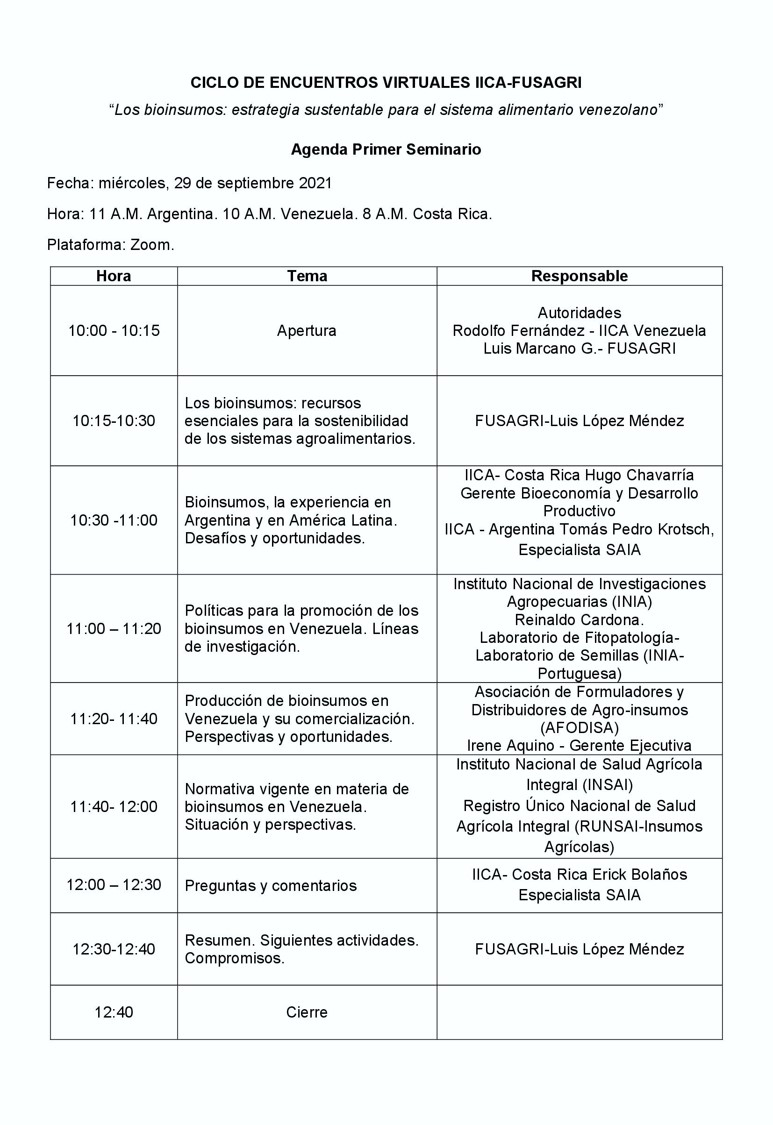 CICLO DE ENCUENTROS VIRTUALES IICA-FUSAGRI
“Los bioinsumos: estrategia sustentable para el sistema alimentario venezolano”
Agenda Primer Seminario
Fecha: miércoles, 29 de septiembre 2021
Hora: 11 A.M. Argentina. 10 A.M. Venezuela. 8 A.M. Costa Rica.
Plataforma: Zoom.
Hora Tema Responsable
10:00 - 10:15
Apertura
Autoridades
Rodolfo Fernández - IICA Venezuela
Luis Marcano G.- FUSAGRI
10:15-10:30
Los bioinsumos: recursos
esenciales para la sostenibilidad
de los sistemas agroalimentarios.
FUSAGRI-Luis López Méndez
10:30 -11:00
Bioinsumos, la experiencia en
Argentina y en América Latina.
Desafíos y oportunidades.
IICA- Costa Rica Hugo Chavarría
Gerente Bioeconomía y Desarrollo
Productivo
IICA - Argentina Tomás Pedro Krotsch,
Especialista SAIA
11:00 – 11:20
Políticas para la promoción de los
bioinsumos en Venezuela. Líneas
de investigación.
Instituto Nacional de Investigaciones
Agropecuarias (INIA)
Reinaldo Cardona.
Laboratorio de Fitopatología-
Laboratorio de Semillas (INIA-
Portuguesa)
11:20- 11:40
Producción de bioinsumos en
Venezuela y su comercialización.
Perspectivas y oportunidades.
Asociación de Formuladores y
Distribuidores de Agro-insumos
(AFODISA)
Irene Aquino - Gerente Ejecutiva
11:40- 12:00
Normativa vigente en materia de
bioinsumos en Venezuela.
Situación y perspectivas.
Instituto Nacional de Salud Agrícola
Integral (INSAI)
Registro Único Nacional de Salud
Agrícola Integral (RUNSAI-Insumos
Agrícolas)
12:00 – 12:30
Preguntas y comentarios
IICA- Costa Rica Erick Bolaños
Especialista SAIA
12:30-12:40
Resumen. Siguientes actividades.
Compromisos.
FUSAGRI-Luis López Méndez
12:40
Cierre